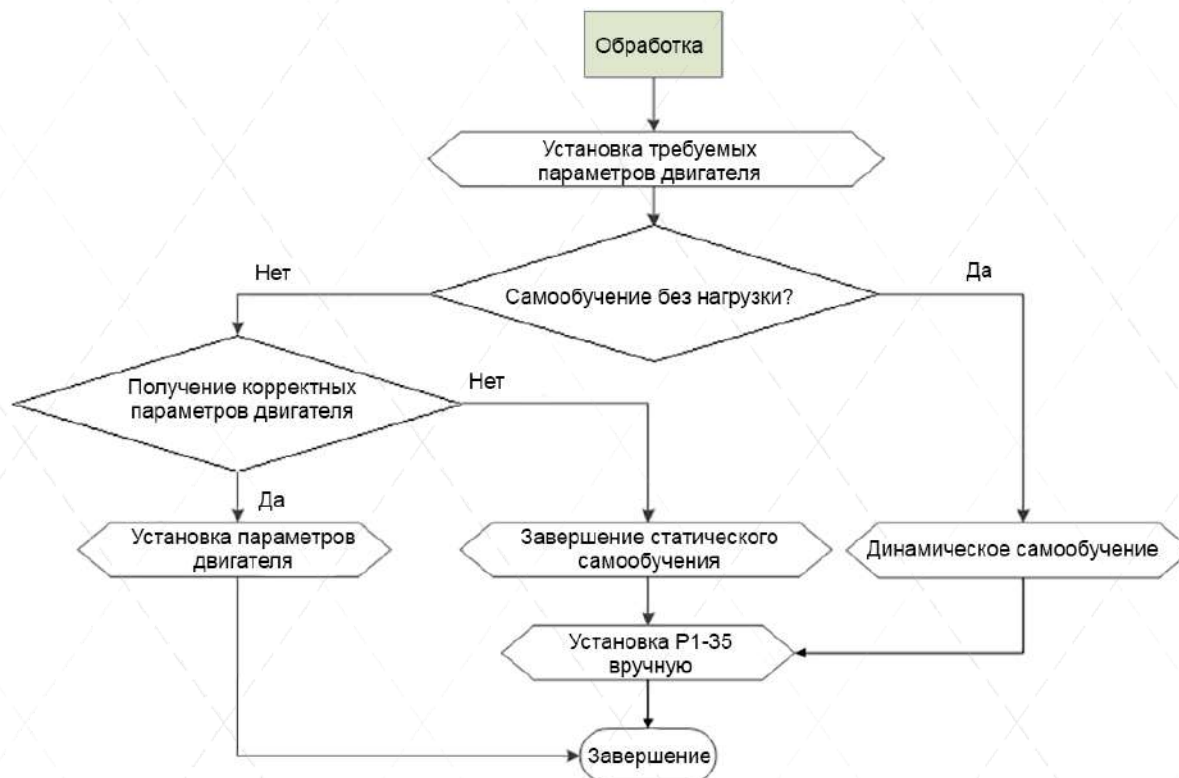 Обработка
Установка требуемых
параметров двигателя
Нет
Да
Самообучение без нагрузки?
Получение корректных
параметров двигателя
Нет
Да
Установка параметров
двигателя
Завершение статического
самообучения
Динамическое самообучение
Установка P1-35
вручную
Завершение